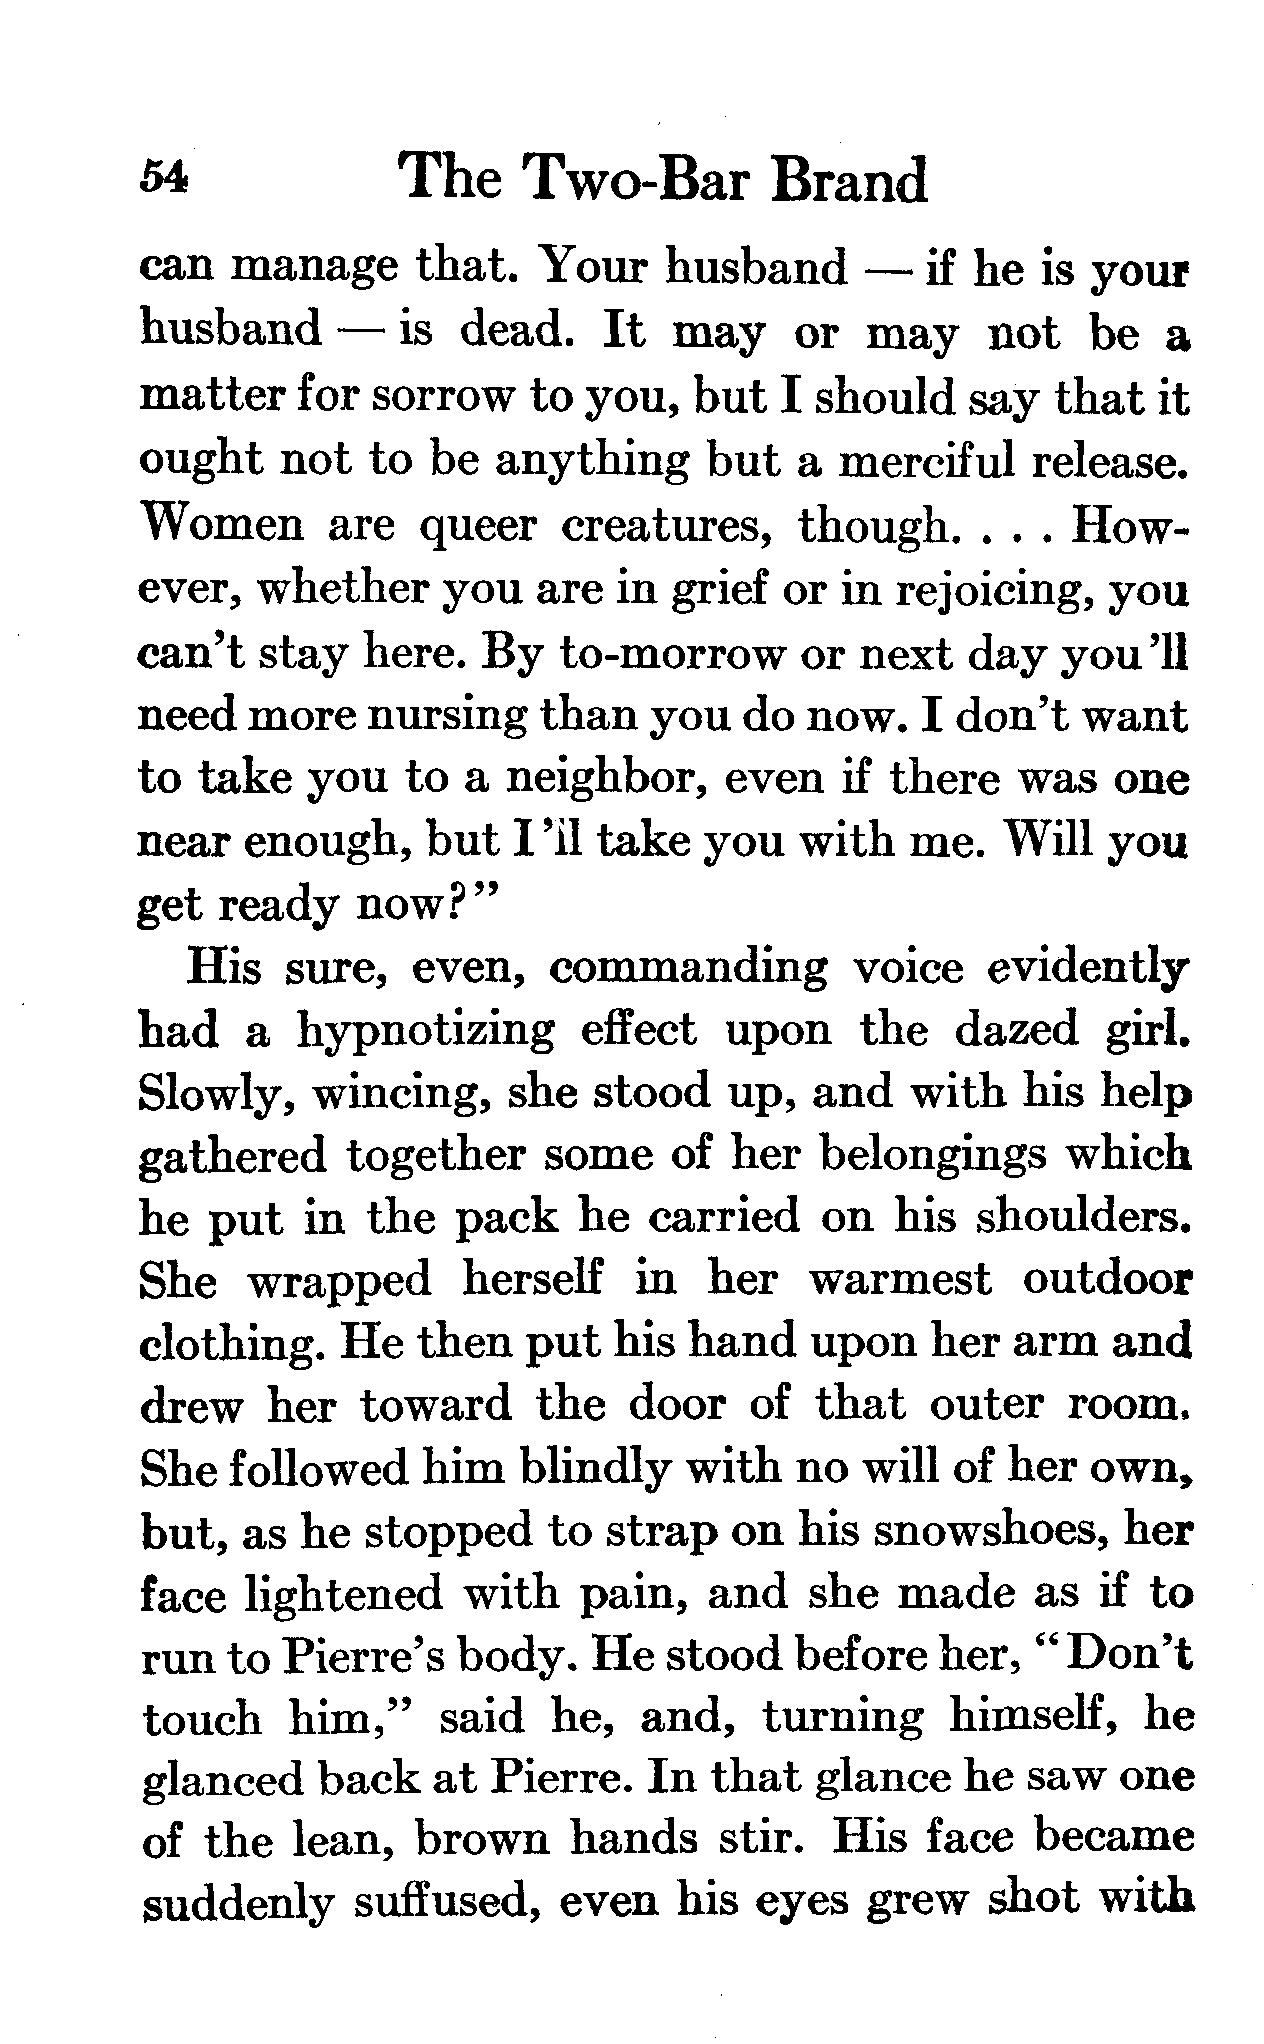 54 The Two-Bar Brand
can manage that. Your husband — if he is your
husband — is dead. It may or may not be a
matter for sorrow to you, but I should say that it
ought not to be anything but a merciful release.
Women are queer creatures, though. . . . How-
ever, whether you are in grief or in rejoicing, you
can't stay here. By to-morrow or next day you'll
need more nursing than you do now. I don't want
to take you to a neighbor, even if there was one
near enough, but I'll take you with me. Will you
get ready now?"
His sure, even, commanding voice evidently
had a hypnotizing effect upon the dazed girl.
Slowly, wincing, she stood up, and with his help
gathered together some of her belongings which
he put in the pack he carried on his shoulders.
She wrapped herself in her warmest outdoor
clothing. He then put his hand upon her arm and
drew her toward the door of that outer room.
She followed him blindly with no will of her own,
but, as he stopped to strap on his snowshoes, her
face lightened with pain, and she made as if to
run to Pierre's body. He stood before her, "Don't
touch him," said he, and, turning himself, he
glanced back at Pierre. In that glance he saw one
of the lean, brown hands stir. His face became
suddenly suffused, even his eyes grew shot with